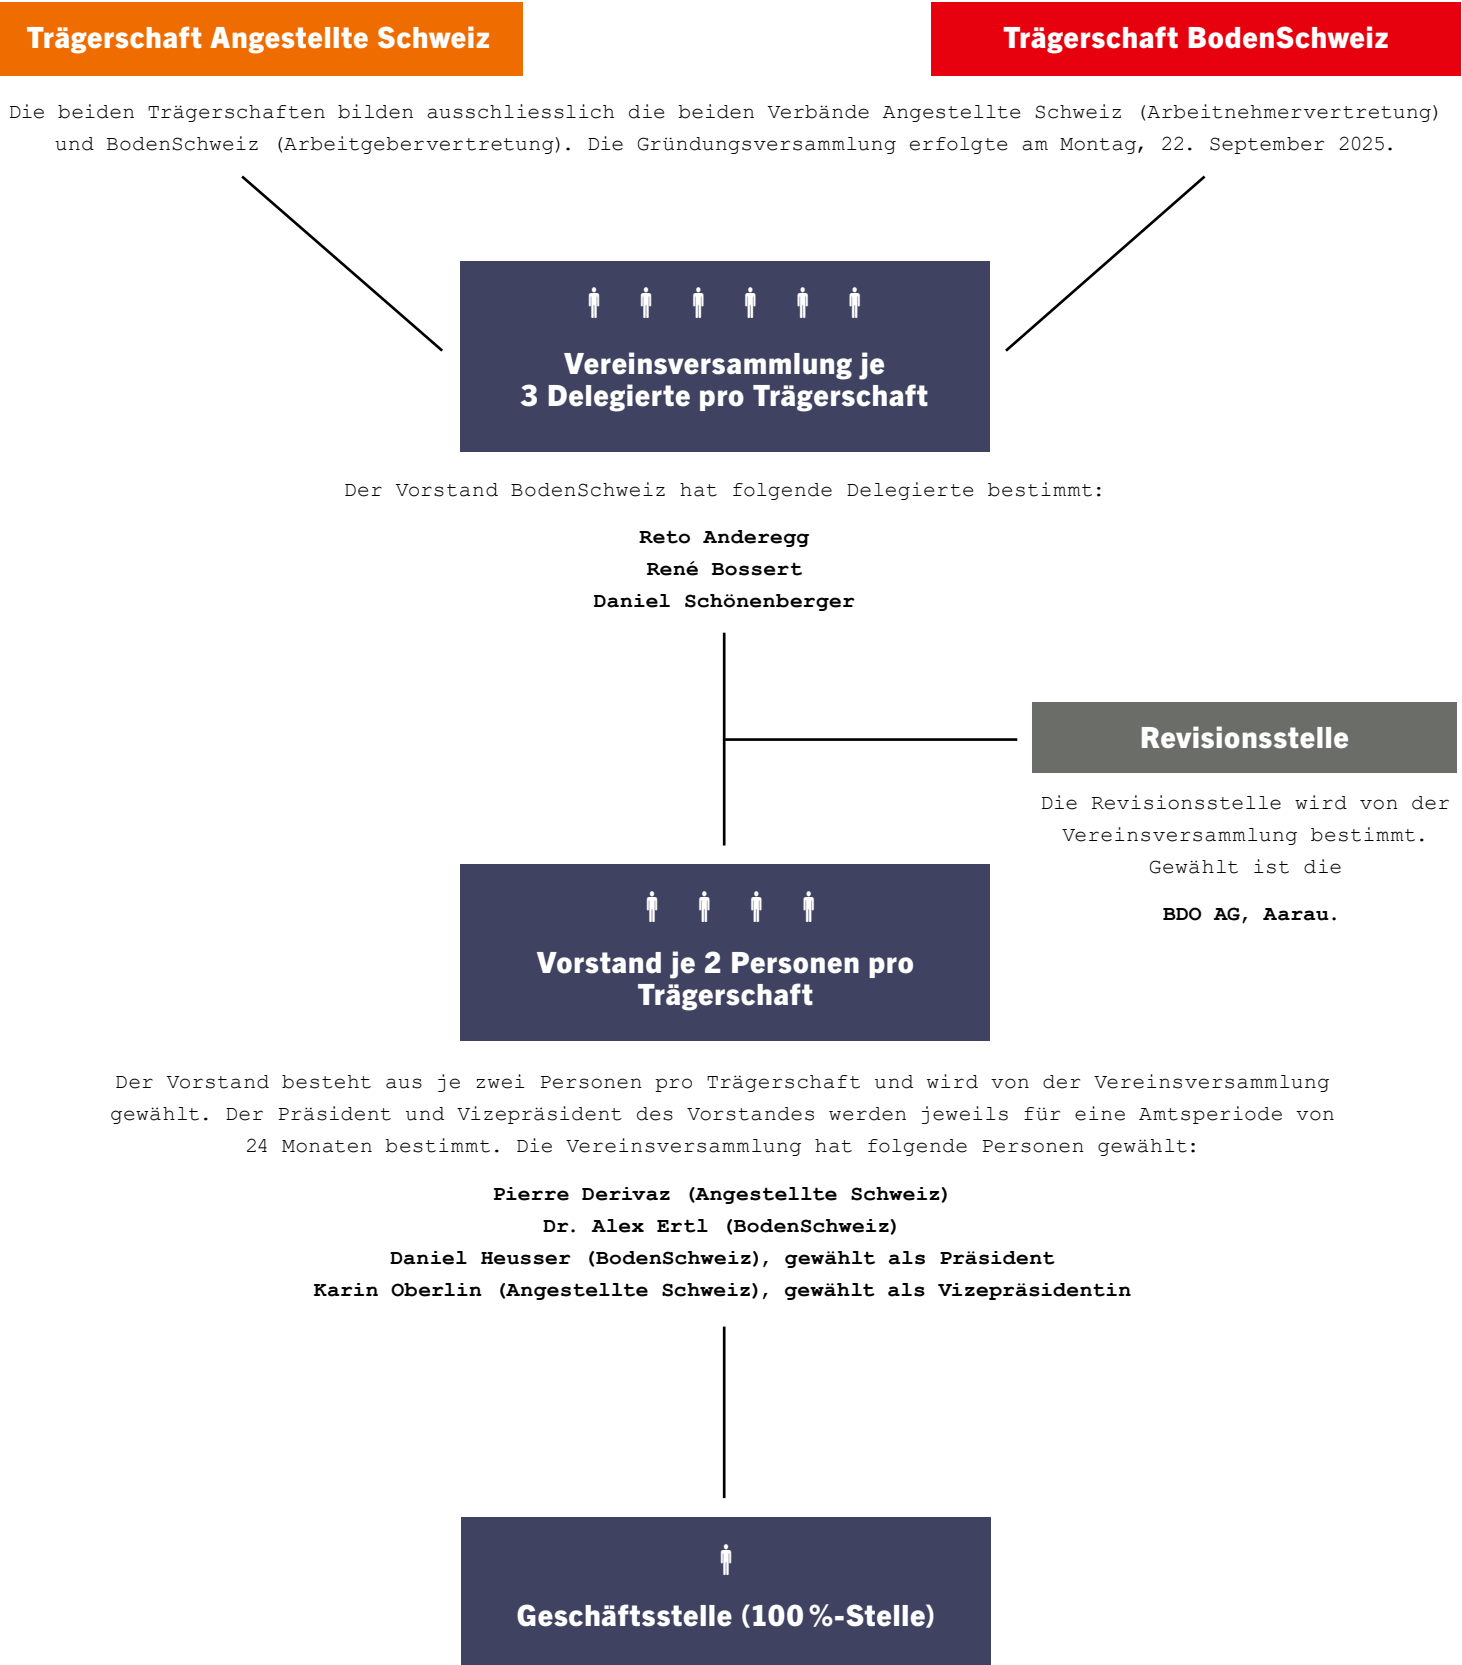 Trägerschaft Angestellte Schweiz
Trägerschaft BodenSchweiz
Die beiden Trägerschaften bilden ausschliesslich die beiden Verbände Angestellte Schweiz (Arbeitnehmervertretung)
und BodenSchweiz (Arbeitgebervertretung). Die Gründungsversammlung erfolgte am Montag, 22. September 2025.
Vereinsversammlung je
3 Delegierte pro Trägerschaft
Der Vorstand BodenSchweiz hat folgende Delegierte bestimmt:
Reto Anderegg
René Bossert
Daniel Schönenberger
Revisionsstelle
Die Revisionsstelle wird von der
Vereinsversammlung bestimmt.
Gewählt ist die
BDO AG, Aarau.
Vorstand je 2 Personen pro
Trägerschaft
Der Vorstand besteht aus je zwei Personen pro Trägerschaft und wird von der Vereinsversammlung
gewählt. Der Präsident und Vizepräsident des Vorstandes werden jeweils für eine Amtsperiode von
24 Monaten bestimmt. Die Vereinsversammlung hat folgende Personen gewählt:
Pierre Derivaz (Angestellte Schweiz)
Dr. Alex Ertl (BodenSchweiz)
Daniel Heusser (BodenSchweiz), gewählt als Präsident
Karin Oberlin (Angestellte Schweiz), gewählt als Vizepräsidentin
Geschäftsstelle (100 %-Stelle)